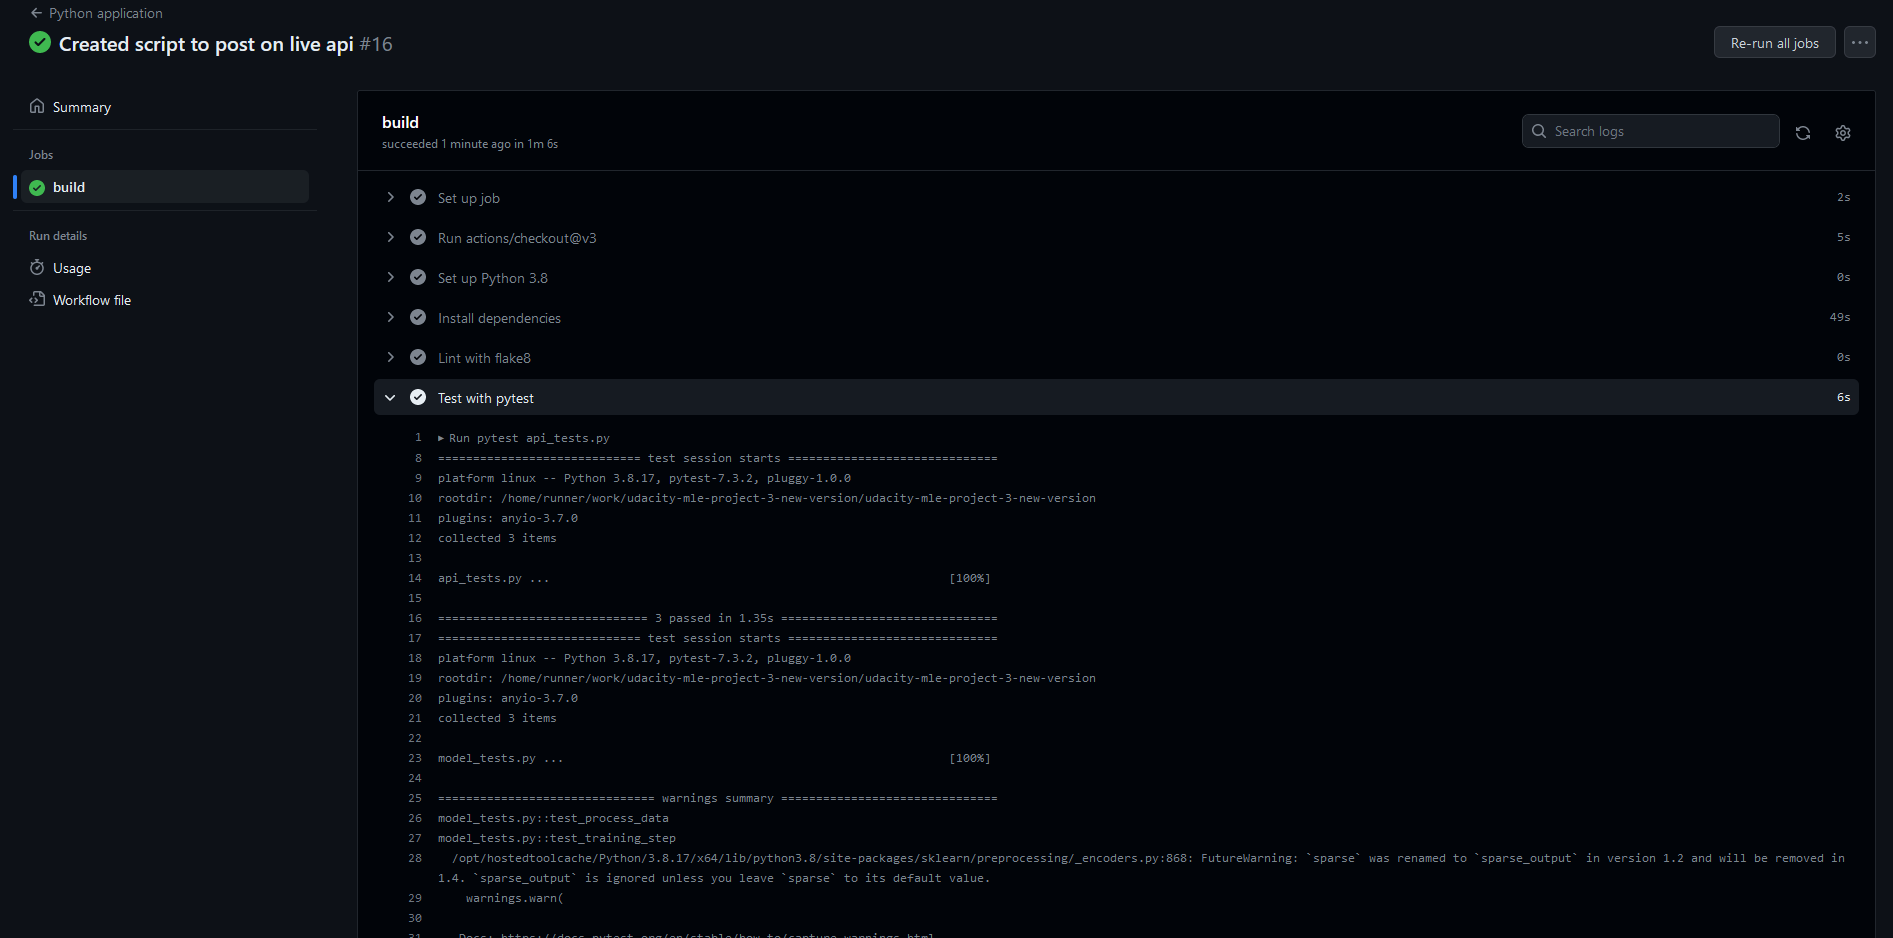 ← Python application
Created script to post on live api #16
Re-run all jobs
Summary
Jobs
build
Run details
Usage
Workflow file
build
succeeded 1 minute ago in 1m 6s
Search logs
Set up job 2s
Run actions/checkout@v3 5s
Set up Python 3.8 0s
Install dependencies 49s
Lint with flake8 0s
Test with pytest 6s
1 ▸ Run pytest api_tests.py
8 ============================= test session starts ==============================
9 platform linux -- Python 3.8.17, pytest-7.3.2, pluggy-1.0.0
10 rootdir: /home/runner/work/udacity-mle-project-3-new-version/udacity-mle-project-3-new-version
11 plugins: anyio-3.7.0
12 collected 3 items
13
14 api_tests.py ... [100%]
15
16 ============================== 3 passed in 1.35s ===============================
17 ============================= test session starts ==============================
18 platform linux -- Python 3.8.17, pytest-7.3.2, pluggy-1.0.0
19 rootdir: /home/runner/work/udacity-mle-project-3-new-version/udacity-mle-project-3-new-version
20 plugins: anyio-3.7.0
21 collected 3 items
22
23 model_tests.py ... [100%]
24
25 =============================== warnings summary ===============================
26 model_tests.py::test_process_data
27 model_tests.py::test_training_step
28 /opt/hostedtoolcache/Python/3.8.17/x64/lib/python3.8/site-packages/sklearn/preprocessing/_encoders.py:868: FutureWarning: `sparse` was renamed to `sparse_output` in version 1.2 and will be removed in
1.4. `sparse_output` is ignored unless you leave `sparse` to its default value.
29 warnings.warn(
30
31 Docs: https://docs.pytest.org/en/stable/how-to/capture-warnings.html